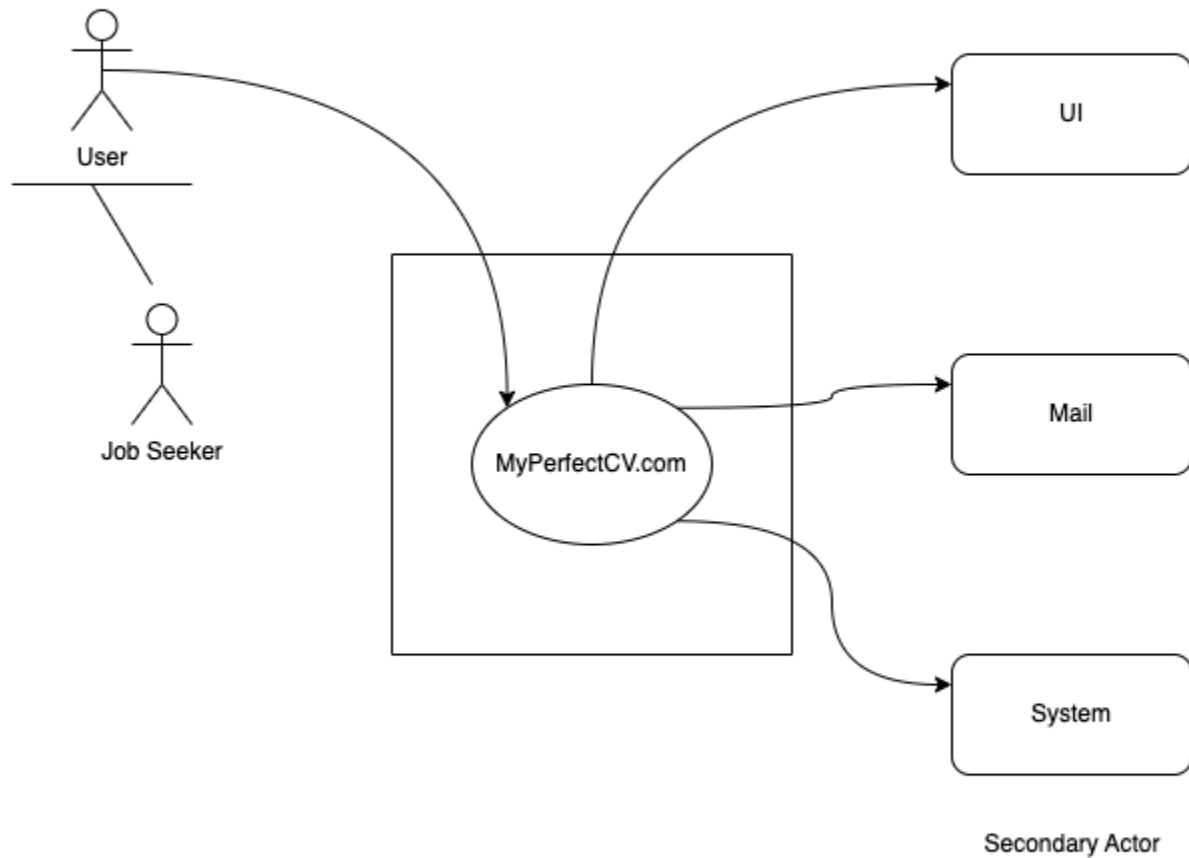 User
Job Seeker
MyPerfectCV.com
UI
Mail
System
Secondary Actor